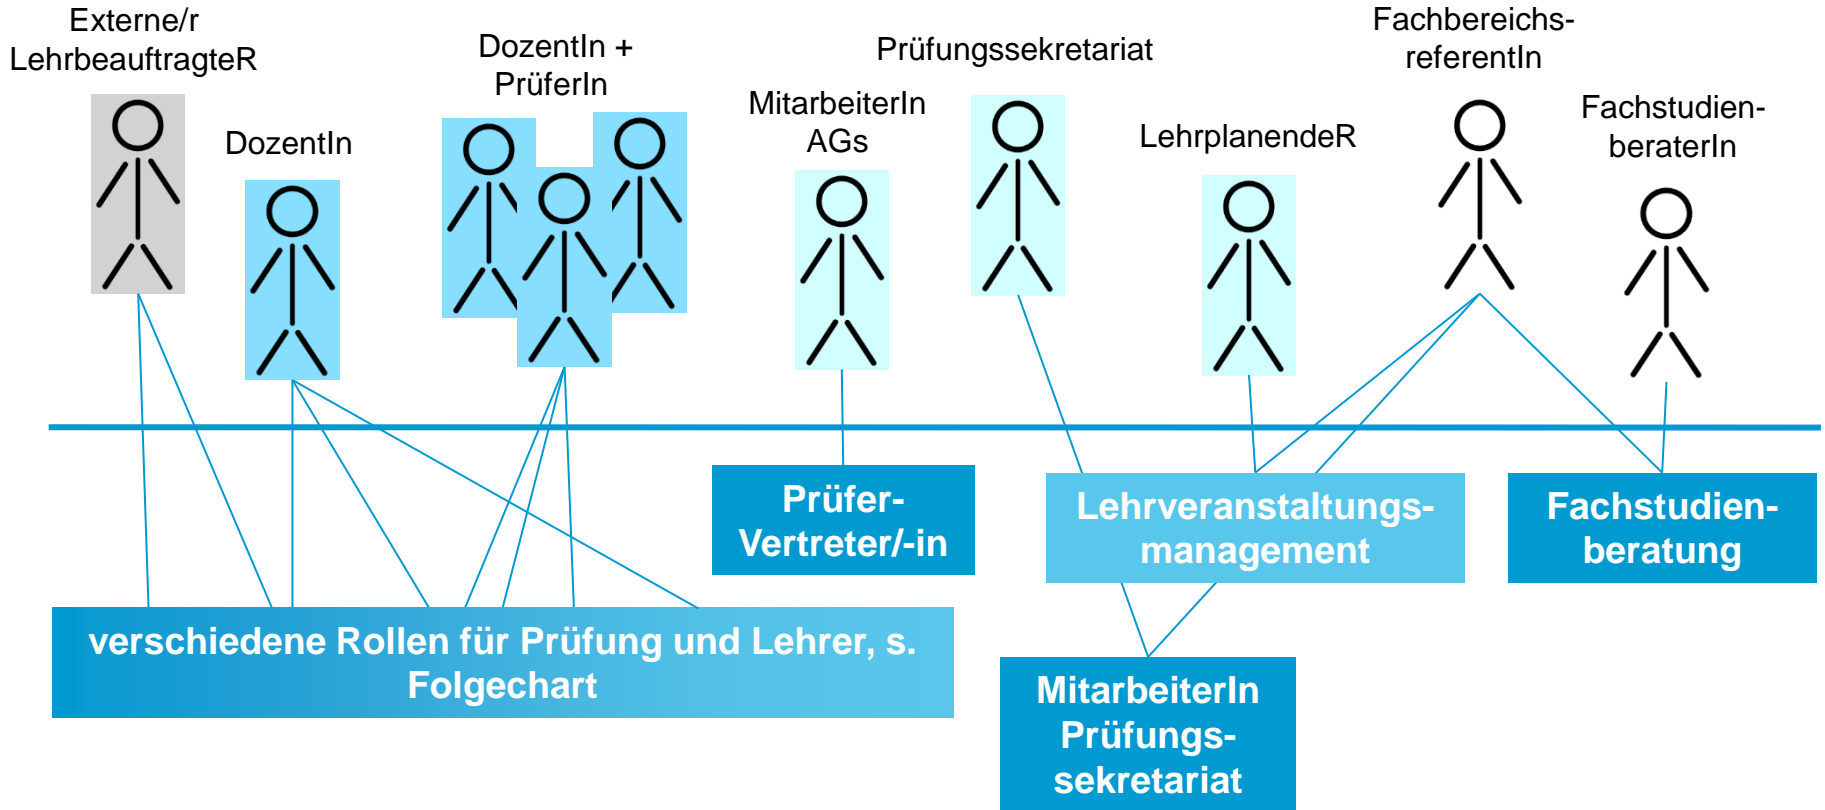 Externe/r
LehrbeauftragteR
DozentIn
DozentIn +
PrüferIn
MitarbeiterIn
AGs
Prüfungssekretariat
LehrplanendeR
Fachbereichs-
referentIn
Fachstudien-
beraterIn
Prüfer-
Vertreter/-in
Lehrveranstaltungs-
management
Fachstudien-
beratung
verschiedene Rollen für Prüfung und Lehrer, s.
Folgechart
MitarbeiterIn
Prüfungs-
sekretariat